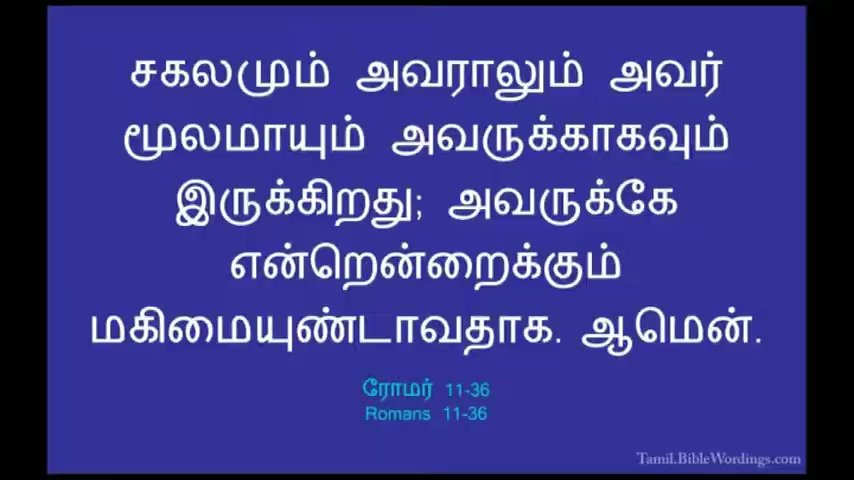 சகலமும் அவராலும் அவர்
மூலமாயும் அவருக்காகவும்
இருக்கிறது; அவருக்கே
என்றென்றைக்கும்
மகிமையுண்டாவதாக. ஆமென்.
ரோமர் 11-36
Romans 11-36
Tamil.BibleWordings.com